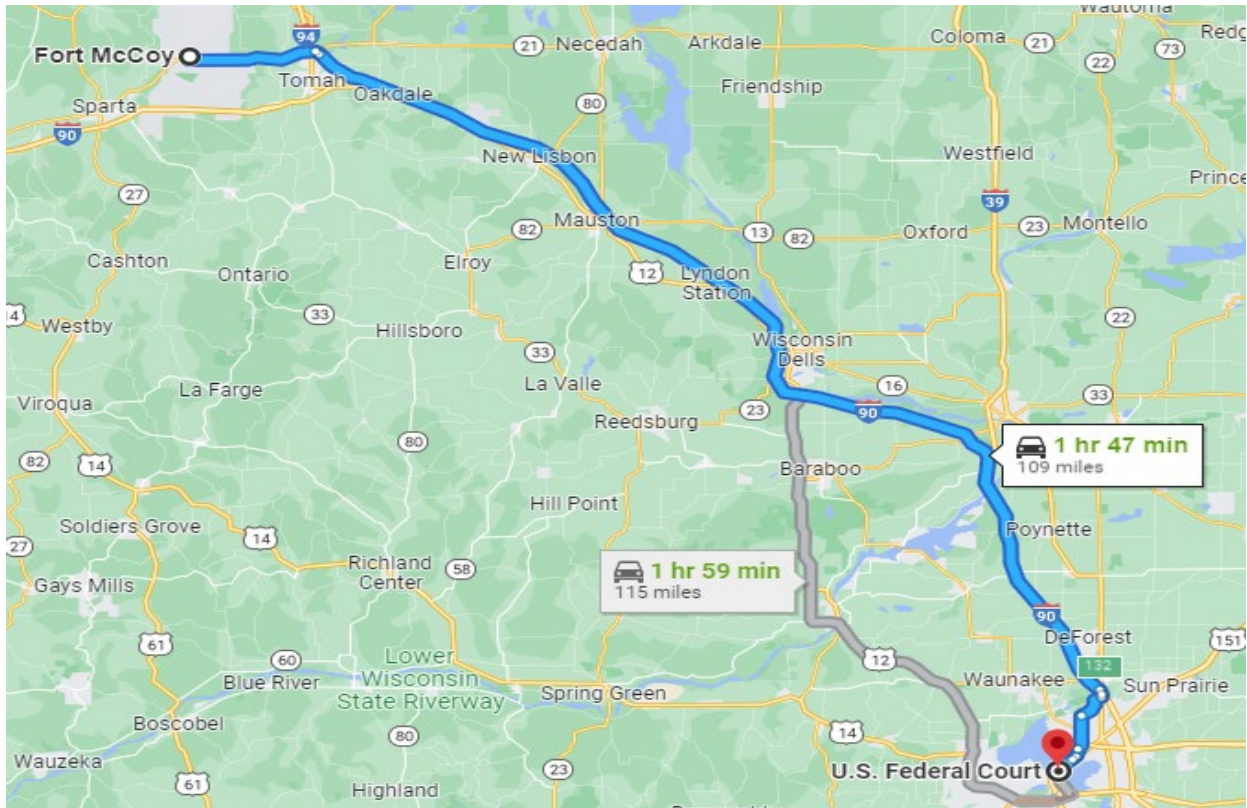 Wautoma
94
21
Necedah
Arkdale
Coloma
21
73
Redg
Fort McCoy
Tomah
Oakdale
22
Friendship
Sparta
80
90
New Lisbon
Westfield
Prince
27
39
Mauston
82
13
82
Oxford
23
Montello
Cashton
Ontario
Elroy
12
Lyndon
Station
14
Westby
33
Hillsboro
22
33
Wisconsin
Dells
La Farge
La Valle
16
Viroqua
23
90
33
Reedsburg
80
1 hr 47 min
109 miles
82
14
Baraboo
Hill Point
Soldiers Grove
14
Poynette
27
Richland
Center
58
1 hr 59 min
115 miles
Gays Mills
90
DeForest
61
151
60
Lower
Wisconsin
State Riverway
12
132
Blue River
Spring Green
Waunakee
Sun Prairie
Boscobel
80
14
Wauzeka
61
Highland
23
U.S. Federal Court